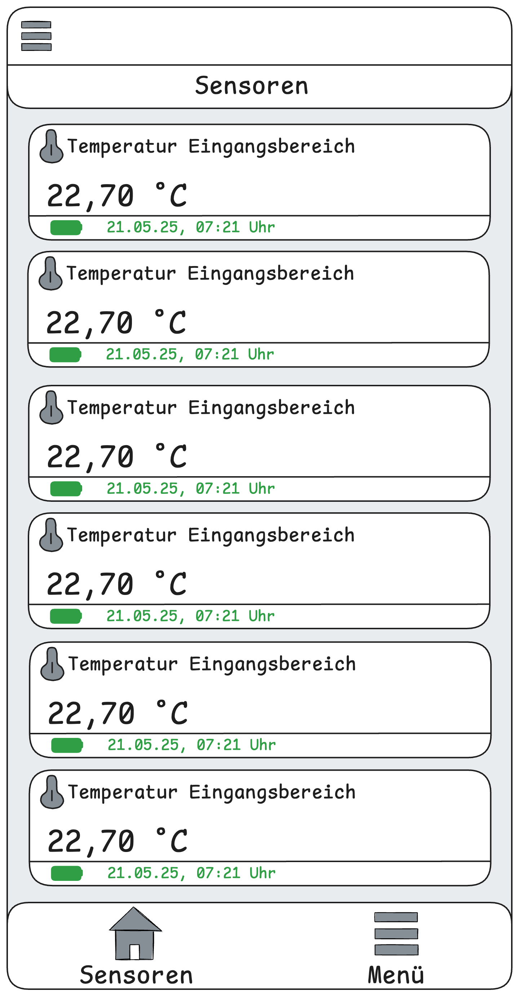 Sensoren
Temperatur Eingangsbereich
22,70 °C
21.05.25, 07:21 Uhr
Temperatur Eingangsbereich
22,70 °C
21.05.25, 07:21 Uhr
Temperatur Eingangsbereich
22,70 °C
21.05.25, 07:21 Uhr
Temperatur Eingangsbereich
22,70 °C
21.05.25, 07:21 Uhr
Temperatur Eingangsbereich
22,70 °C
21.05.25, 07:21 Uhr
Temperatur Eingangsbereich
22,70 °C
21.05.25, 07:21 Uhr
Sensoren
Menü